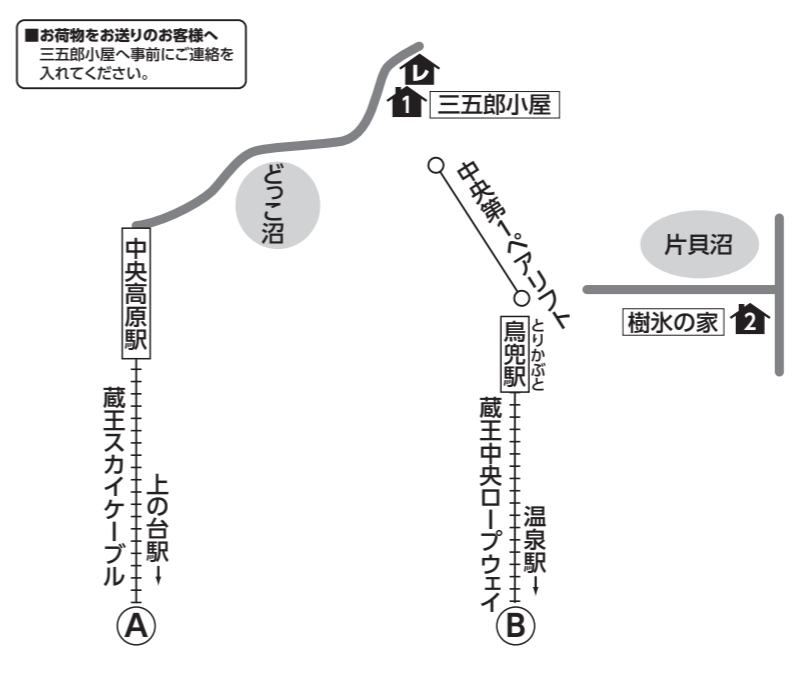 ■お荷物をお送りのお客様へ
三五郎小屋へ事前にご連絡を
入れてください。
レ
1
三五郎小屋
どっこ沼
中央第1ペアリフト
片貝沼
樹氷の家
2
中央高原駅
鳥兜駅
とりかぶと
蔵王スカイケーブル
上の台駅→
蔵王中央ロープウェイ
温泉駅→
A
B